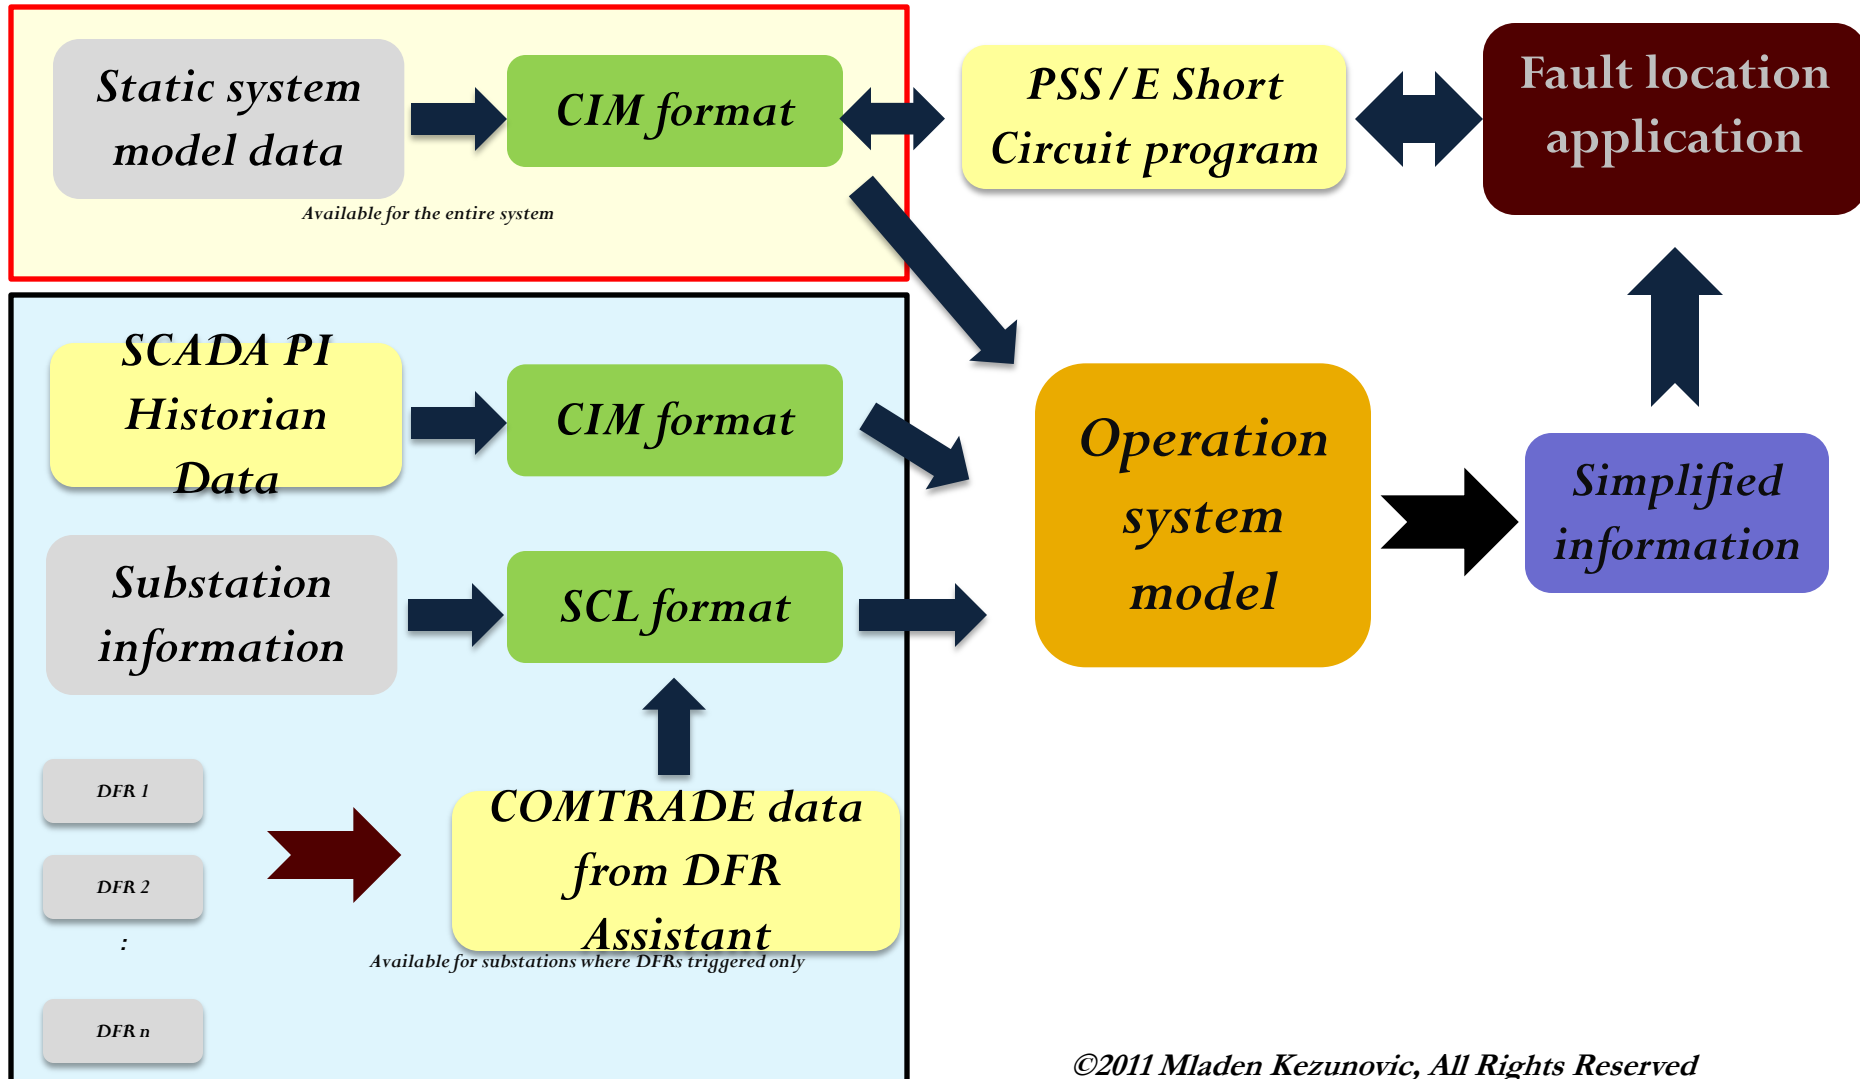 Static system
model data
CIM format
Available for the entire system
PSS/E Short
Circuit program
Fault location
application
SCADA PI
Historian
Data
CIM format
Substation
information
SCL format
DFR 1
DFR 2
:
DFR n
COMTRADE data
from DFR
Assistant
Available for substations where DFRs triggered only
Operation
system
model
Simplified
information
©2011 Mladen Kezunovic, All Rights Reserved